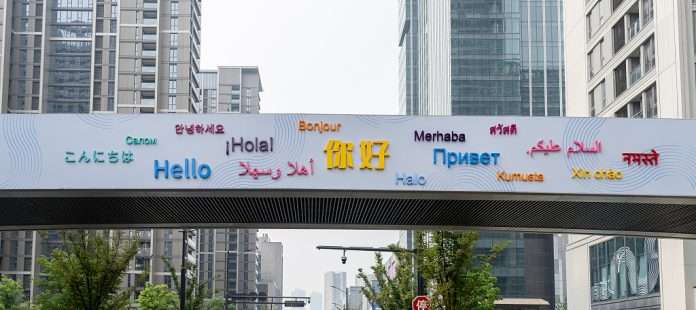 こんにちは
Салом
안녕하세요
Hello
¡Hola!
Bonjour
أهلا وسهلا
你好
Halo
Merhaba
Привет
สวัสดี
Kumusta
السلام عليكم.
Xin chào
नमस्ते
停